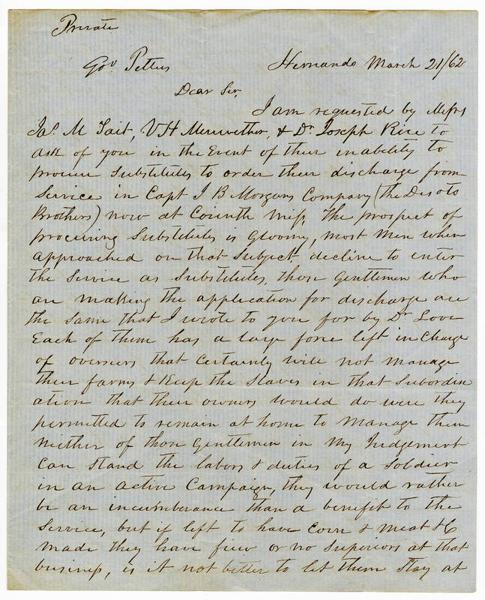 Private
Gov Pettus
Hernando March 21/62
Dear Sir,
I am requested by Messrs
Jas M Tait, V H Meriwether, & Dr Joseph Rice to
ask of you in the Event of their inability to
procure Substitutes to order their discharge from
Service in Capt J B Morgans Company (the Desoto
Brothers) now at Corinth Miss, The prospect of
procuring Substitutes is gloomy, most men when
approached on that Subject decline to enter
the Service as Substitutes, those Gentlemen who
are making the application for discharge are
the same that I wrote to you for by Dr Love
Each of them has a large force left in Charge
of overseers that Certainly will not manage
their farms & Keep the Slaves in that Subordin
ation that their owners would do were they
permitted to remain at home to Manage them
Neither of those Gentlemen in My Judgement
Can Stand the labors & duties of a Soldier
in an active Campaign, they would rather
be an incumberance than a benefit to the
Service, but if left to have Corn & Meat &c
made they have few or no Superiors at that
business, is it not better to let them Stay at